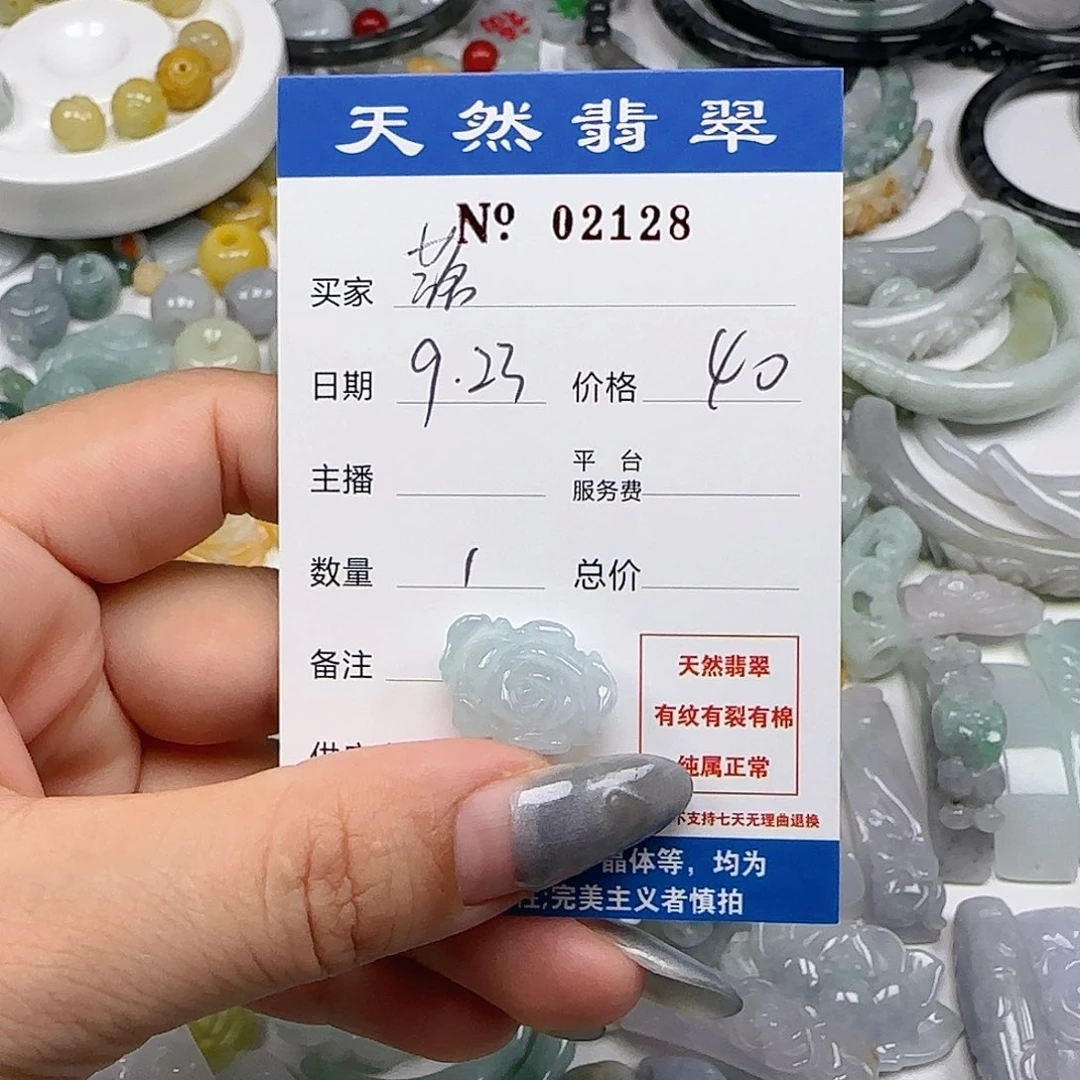 天然翡翠
Nº 02128
买家
日期 9.23 价格 40
主播 平台服务费
数量 1 总价
备注
天然翡翠
有纹有裂有棉
纯属正常
不支持七天无理由退换
晶体等，均为
;完美主义者慎拍